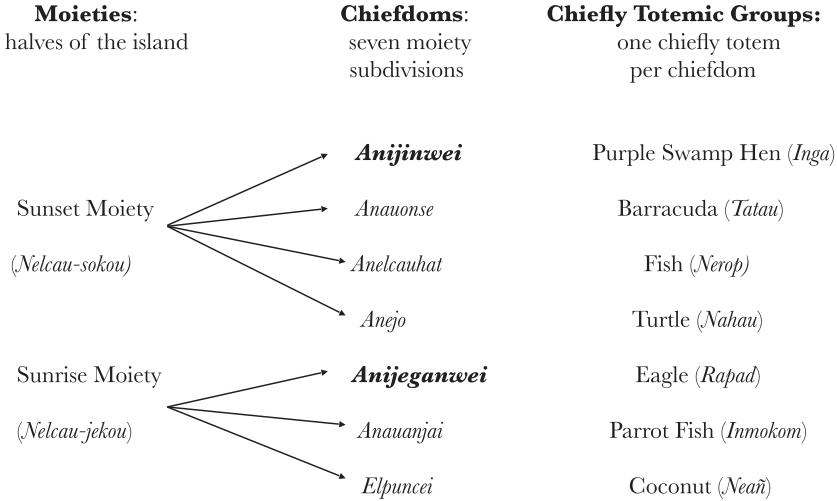 Moieties: Chiefdoms: Chiefly Totemic Groups:
halves of the island seven moiety one chiefly totem
subdivisions per chiefdom
Anijinwei Purple Swamp Hen (Inga)
Sunset Moiety Anauonse Barracuda (Tatau)
(Nelcau-sokou) Anelcauhat Fish (Nerop)
Anejo Turtle (Nahau)
Sunrise Moiety Anijeganwei Eagle (Rapad)
(Nelcau-jekou) Anauanjai Parrot Fish (Inmokom)
Elpuncei Coconut (Neañ)